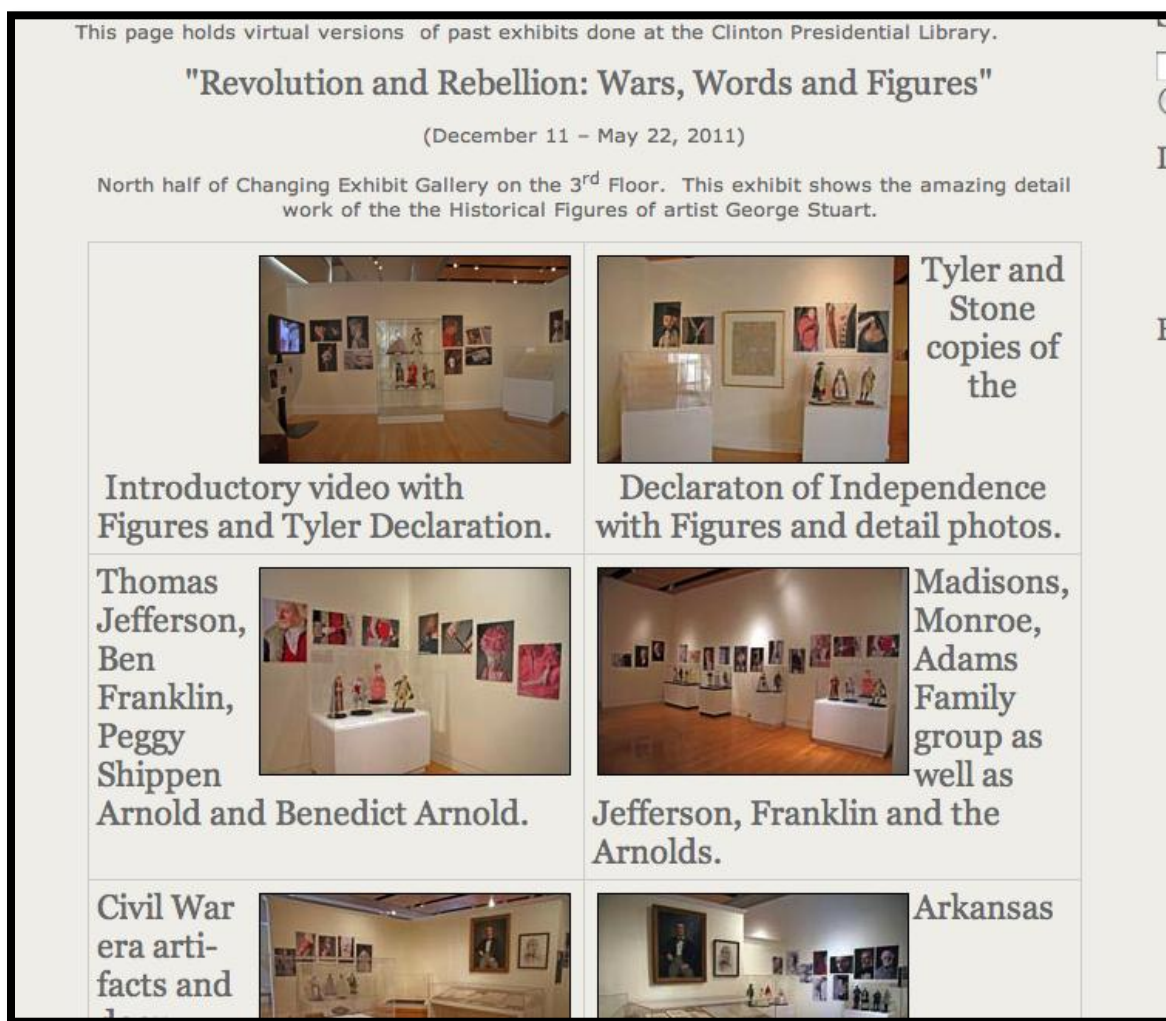 This page holds virtual versions of past exhibits done at the Clinton Presidential Library.
"Revolution and Rebellion: Wars, Words and Figures"
(December 11 – May 22, 2011)
North half of Changing Exhibit Gallery on the 3rd Floor. This exhibit shows the amazing detail
work of the the Historical Figures of artist George Stuart.
Introductory video with
Figures and Tyler Declaration.
Tyler and
Stone
copies of
the
Declaraton of Independence
with Figures and detail photos.
Thomas
Jefferson,
Ben
Franklin,
Peggy
Shippen
Arnold and Benedict Arnold.
Madisons,
Monroe,
Adams
Family
group as
well as
Jefferson, Franklin and the
Arnolds.
Civil War
era arti-
facts and
Arkansas